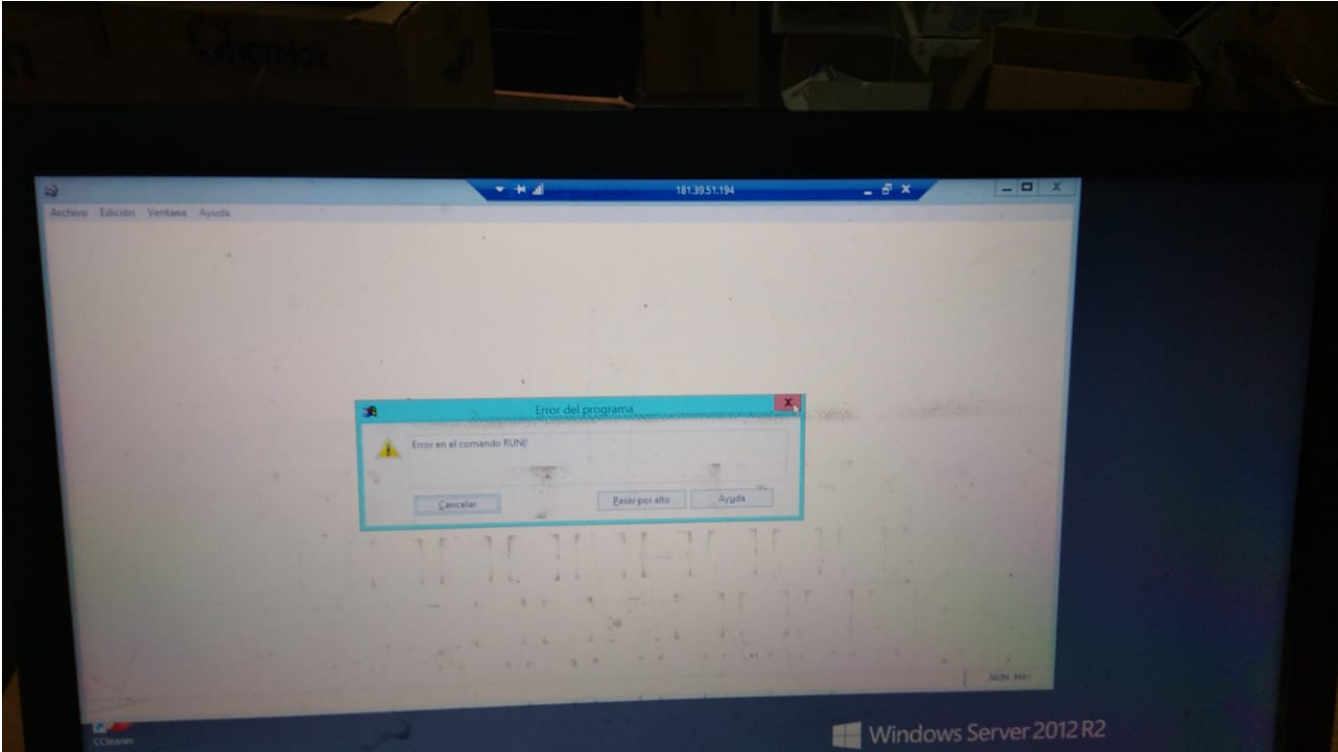 181.39.51.194
Archivo Edición Ventana Ayuda
Error del programa
Error en el comando RUN/!
Cancelar
Pasar por alto
Ayuda
NUM
CCleaner
Windows Server 2012 R2